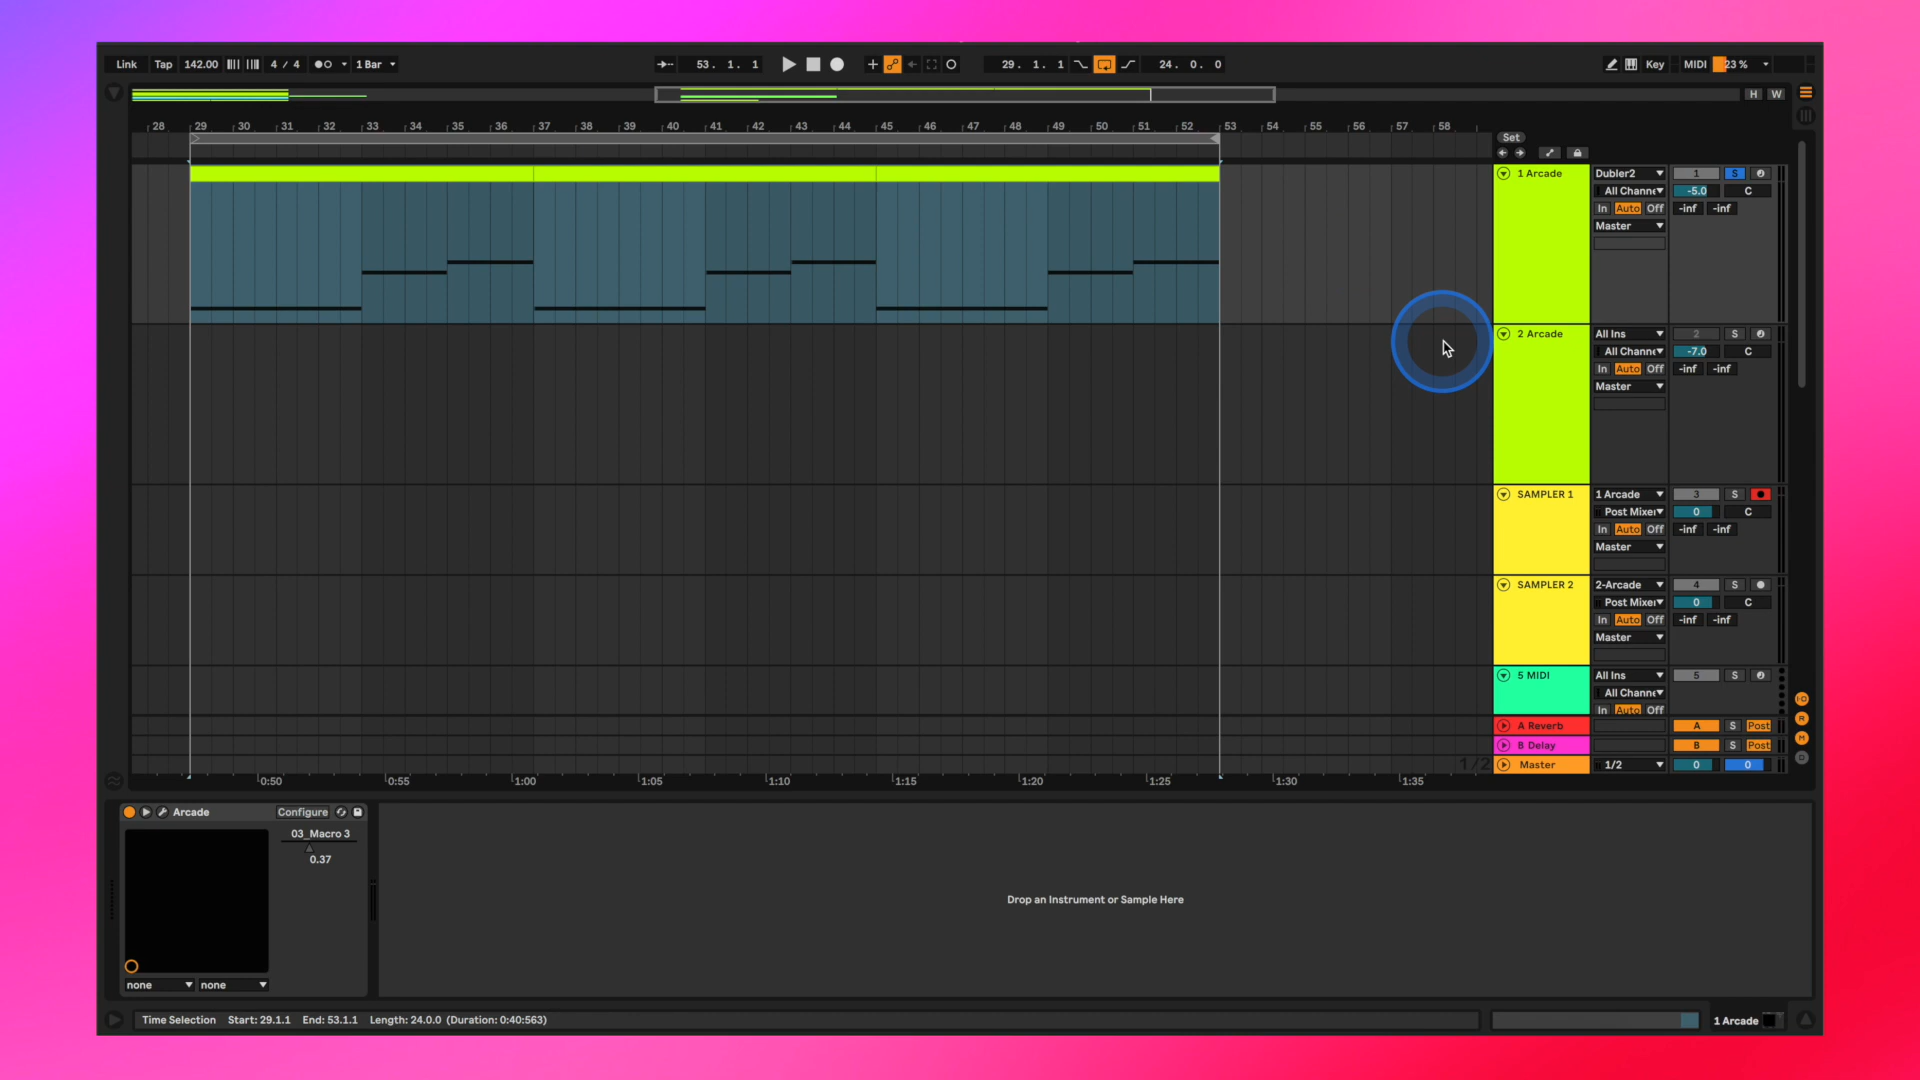 Link Tap 142.00 4 / 4 1 Bar 53. 1. 1 29. 1. 1 24. 0. 0 Key MIDI 23 %
H W
28 29 30 31 32 33 34 35 36 37 38 39 40 41 42 43 44 45 46 47 48 49 50 51 52 53 54 55 56 57 58
Set
1 Arcade Dubler2 1 S
All Channe -5.0 C
In Auto Off -inf -inf
Master
2 Arcade All Ins 2 S
All Channe -7.0 C
In Auto Off -inf -inf
Master
SAMPLER 1 1 Arcade 3 S
Post Mixer 0 C
In Auto Off -inf -inf
Master
SAMPLER 2 2-Arcade 4 S
Post Mixer 0 C
In Auto Off -inf -inf
Master
5 MIDI All Ins 5 S
All Channe
In Auto Off
A Reverb A S Post
B Delay B S Post
1/2 Master 1/2 0 0
0:50 0:55 1:00 1:05 1:10 1:15 1:20 1:25 1:30 1:35
Arcade Configure
03_Macro 3
0.37
Drop an Instrument or Sample Here
none none
Time Selection Start: 29.1.1 End: 53.1.1 Length: 24.0.0 (Duration: 0:40:563) 1 Arcade